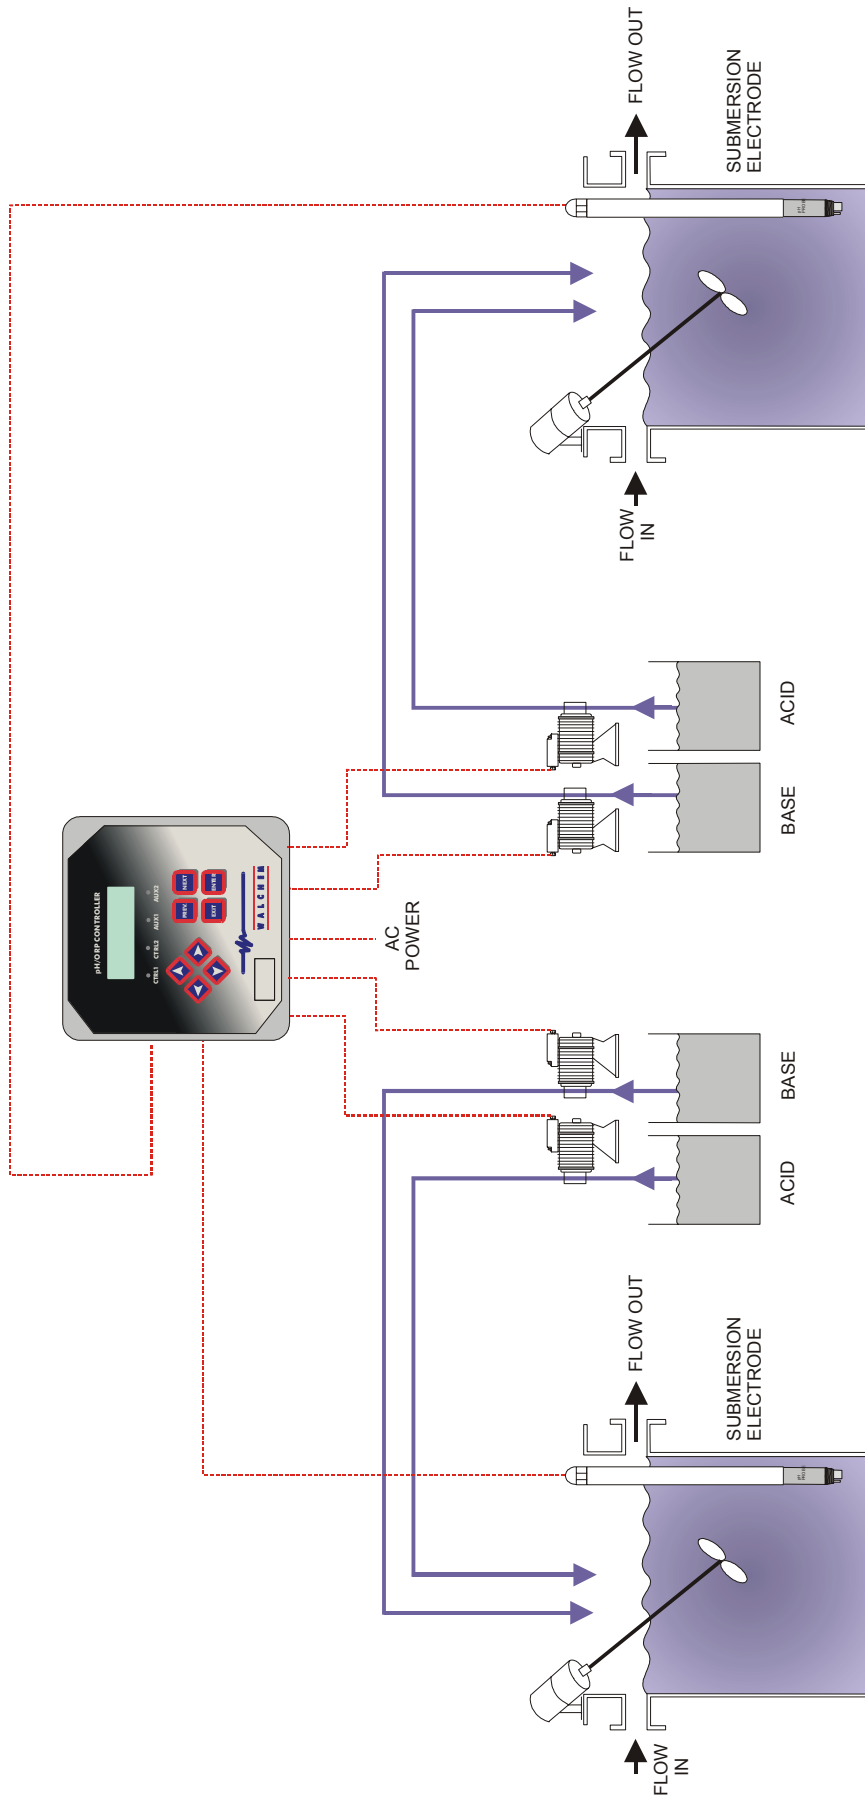 pH/ORP CONTROLLER
CTRL1 CTRL2 AUX1 AUX2
PREV. NEXT
EXIT ENTER
WALCHEM
AC
POWER
FLOW
IN
FLOW OUT
SUBMERSION
ELECTRODE
ACID
BASE
BASE
ACID
FLOW
IN
FLOW OUT
SUBMERSION
ELECTRODE